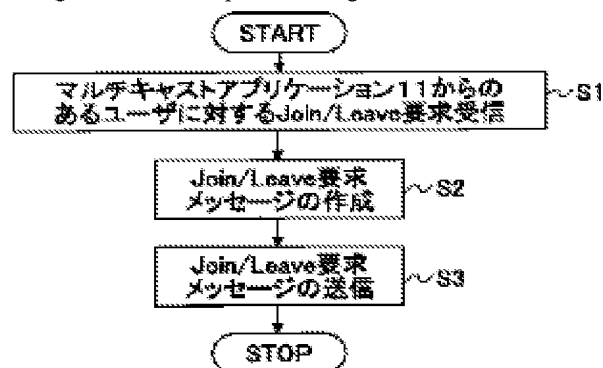 START
マルチキャストアプリケーション11からの
あるユーザに対するJoin/Leave要求受信
S1
Join/Leave要求
メッセージの作成
S2
Join/Leave要求
メッセージの送信
S3
STOP